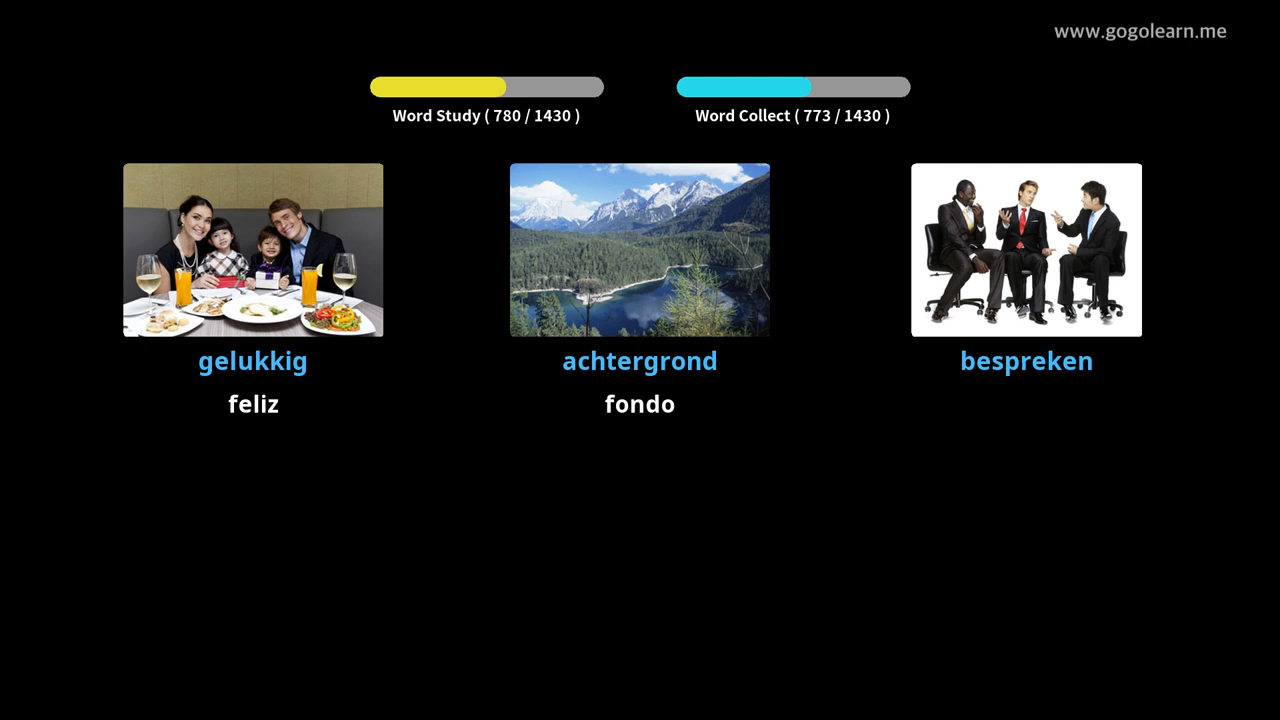 www.gogolearn.me
Word Study ( 780 / 1430 )
Word Collect ( 773 / 1430 )
gelukkig
achtergrond
bespreken
feliz
fondo